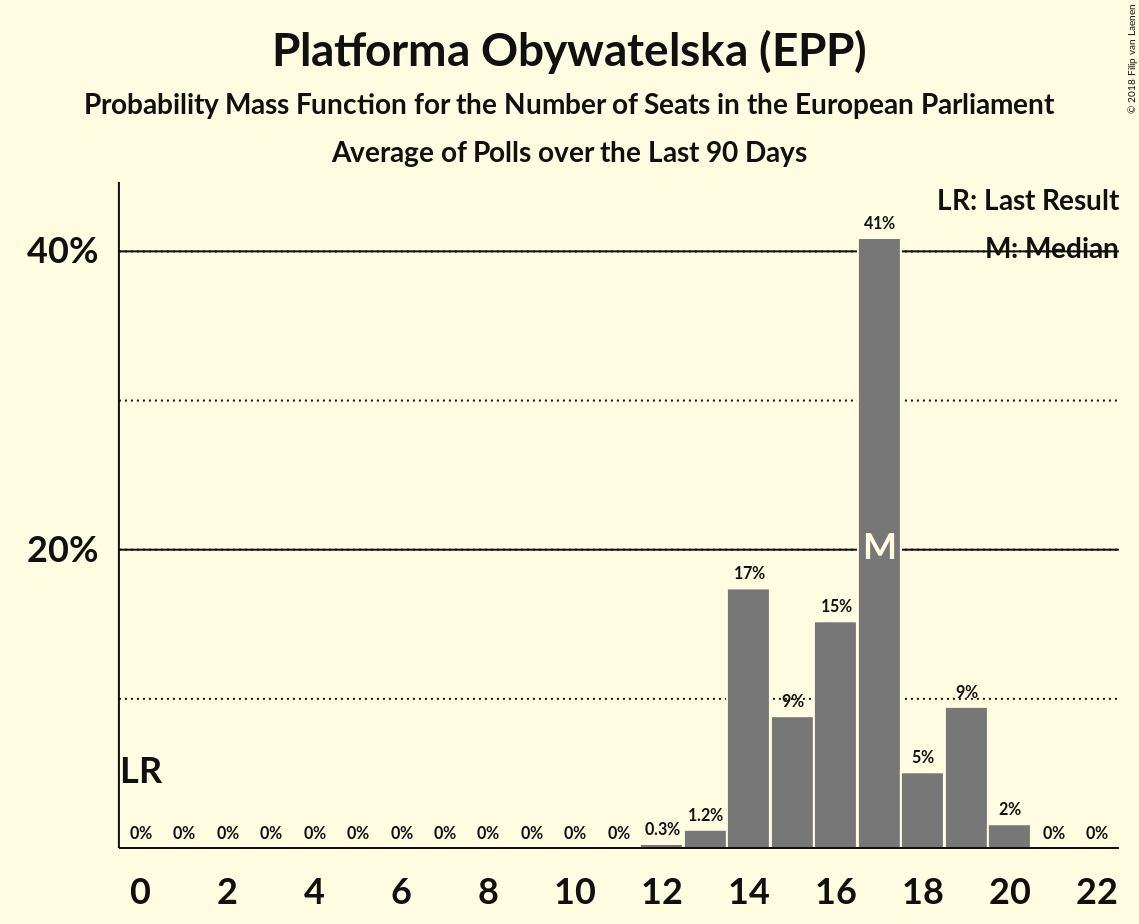 Platforma Obywatelska (EPP)
Probability Mass Function for the Number of Seats in the European Parliament
Average of Polls over the Last 90 Days
© 2018 Filip van Laenen
LR: Last Result
M: Median
40%
20%
41%
M
17%
15%
9%
9%
5%
2%
1.2%
0.3%
LR
0% 0% 0% 0% 0% 0% 0% 0% 0% 0% 0% 0% 0% 0%
0 2 4 6 8 10 12 14 16 18 20 22